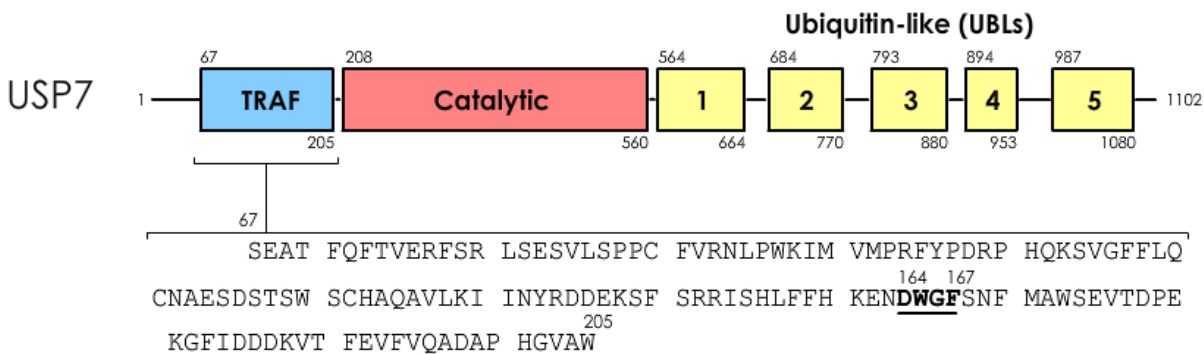 Ubiquitin-like (UBLs)
67 208 564 684 793 894 987
USP7 1 TRAF Catalytic 1 2 3 4 5 1102
205 560 664 770 880 953 1080
67
SEAT FQFTVERFSR LSESVLSPPC FVRNLPWKIM VMPRFYPDRP HQKSVGFFLQ
164 167
CNAESDSTSW SCHAQAVLKI INYRDDEKSF SRRISHLFFH KENDWGFSNF MAWSEVTDPE
205
KGFIDDDKVT FEVFVQADAP HGVAW